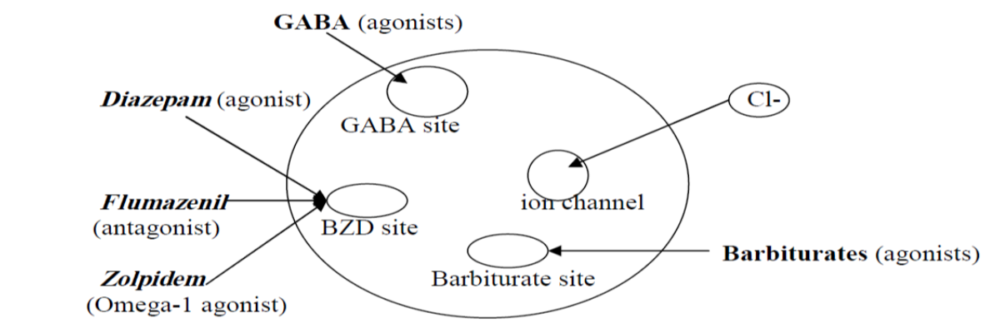 GABA (agonists)
Diazepam (agonist)
Cl-
GABA site
Flumazenil
(antagonist)
ion channel
BZD site
Barbiturates (agonists)
Zolpidem
(Omega-1 agonist)
Barbiturate site